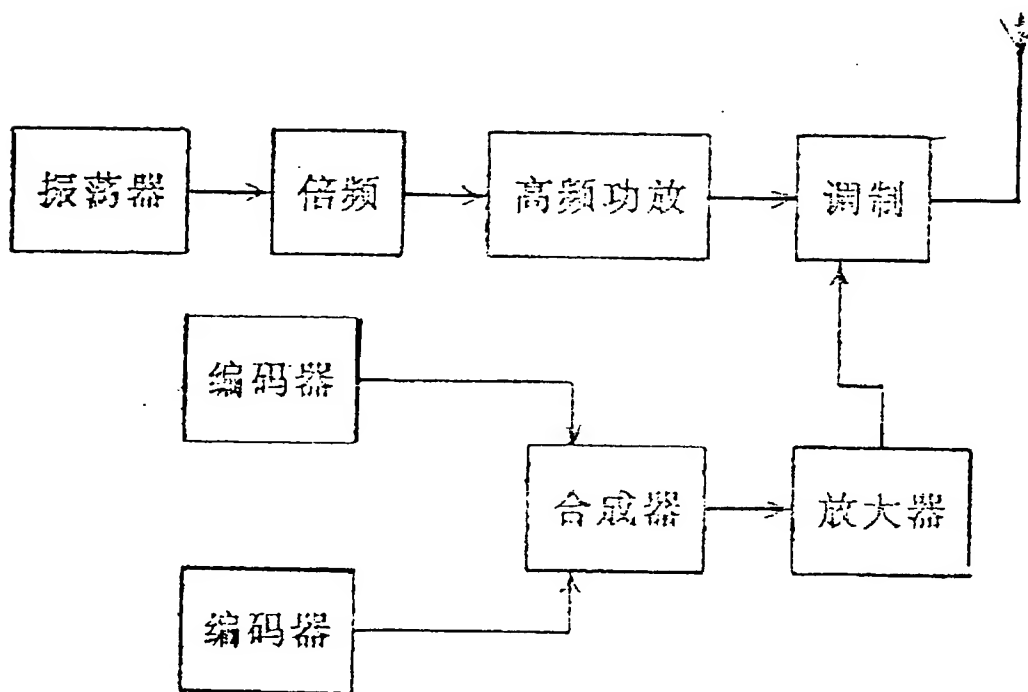 振荡器
倍频
高频功放
调制
编码器
合成器
放大器
编码器